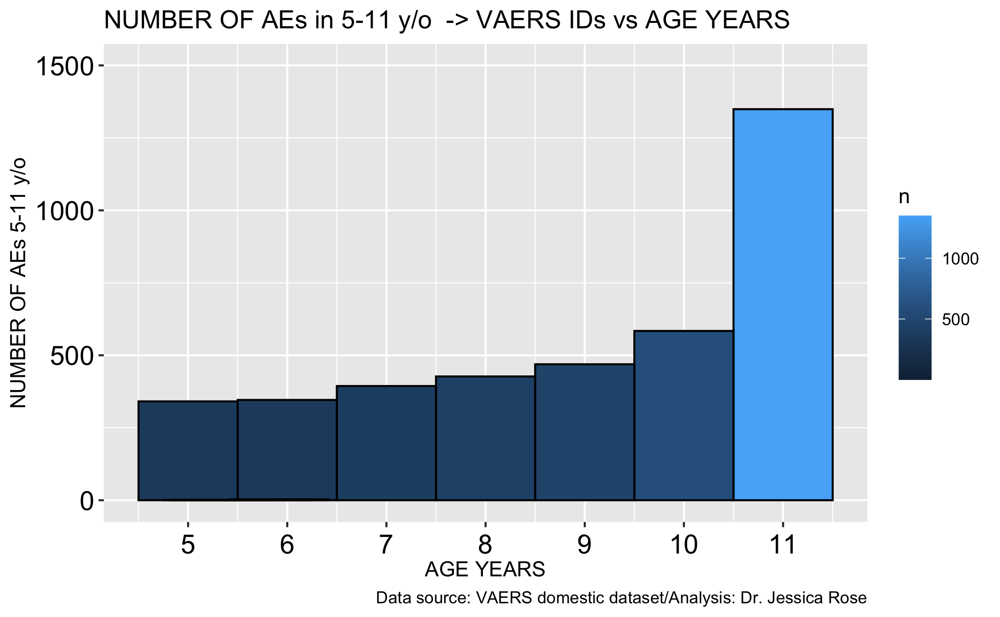 NUMBER OF AEs in 5-11 y/o  -> VAERS IDs vs AGE YEARS
NUMBER OF AEs 5-11 y/o
1500
1000
500
0
5 6 7 8 9 10 11
AGE YEARS
n
1000
500
Data source: VAERS domestic dataset/Analysis: Dr. Jessica Rose